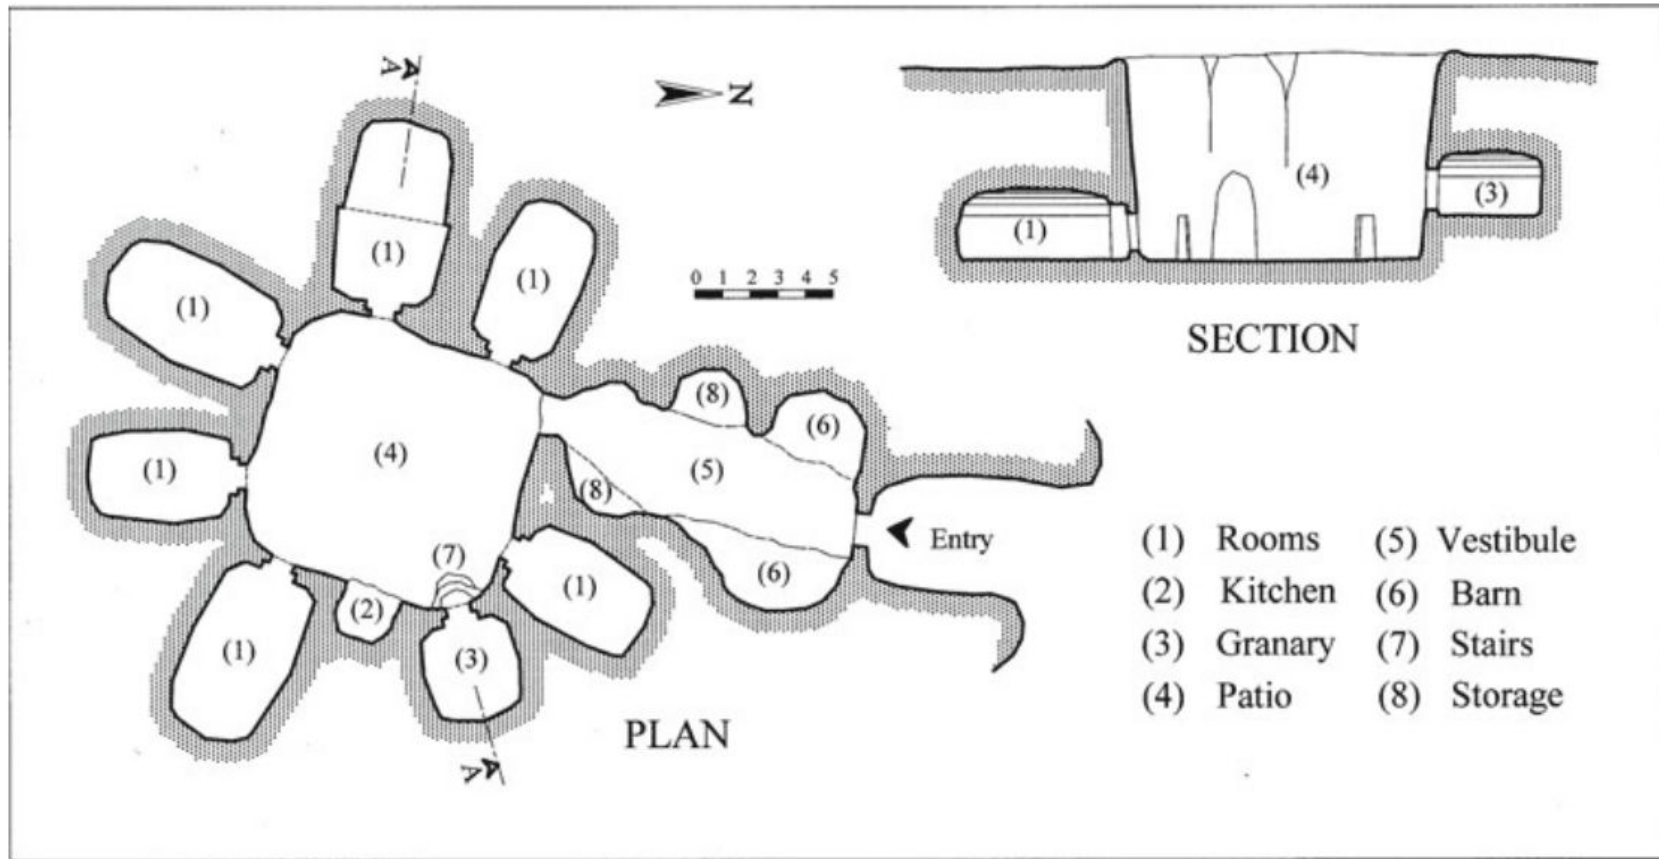 A
N
(1)
(1)
(1)
(1)
(4)
(8)
(6)
(5)
(8)
(6)
Entry
(7)
(2)
(1)
(1)
(3)
A
PLAN
0 1 2 3 4 5
(4)
(3)
(1)
SECTION
(1) Rooms (5) Vestibule
(2) Kitchen (6) Barn
(3) Granary (7) Stairs
(4) Patio (8) Storage